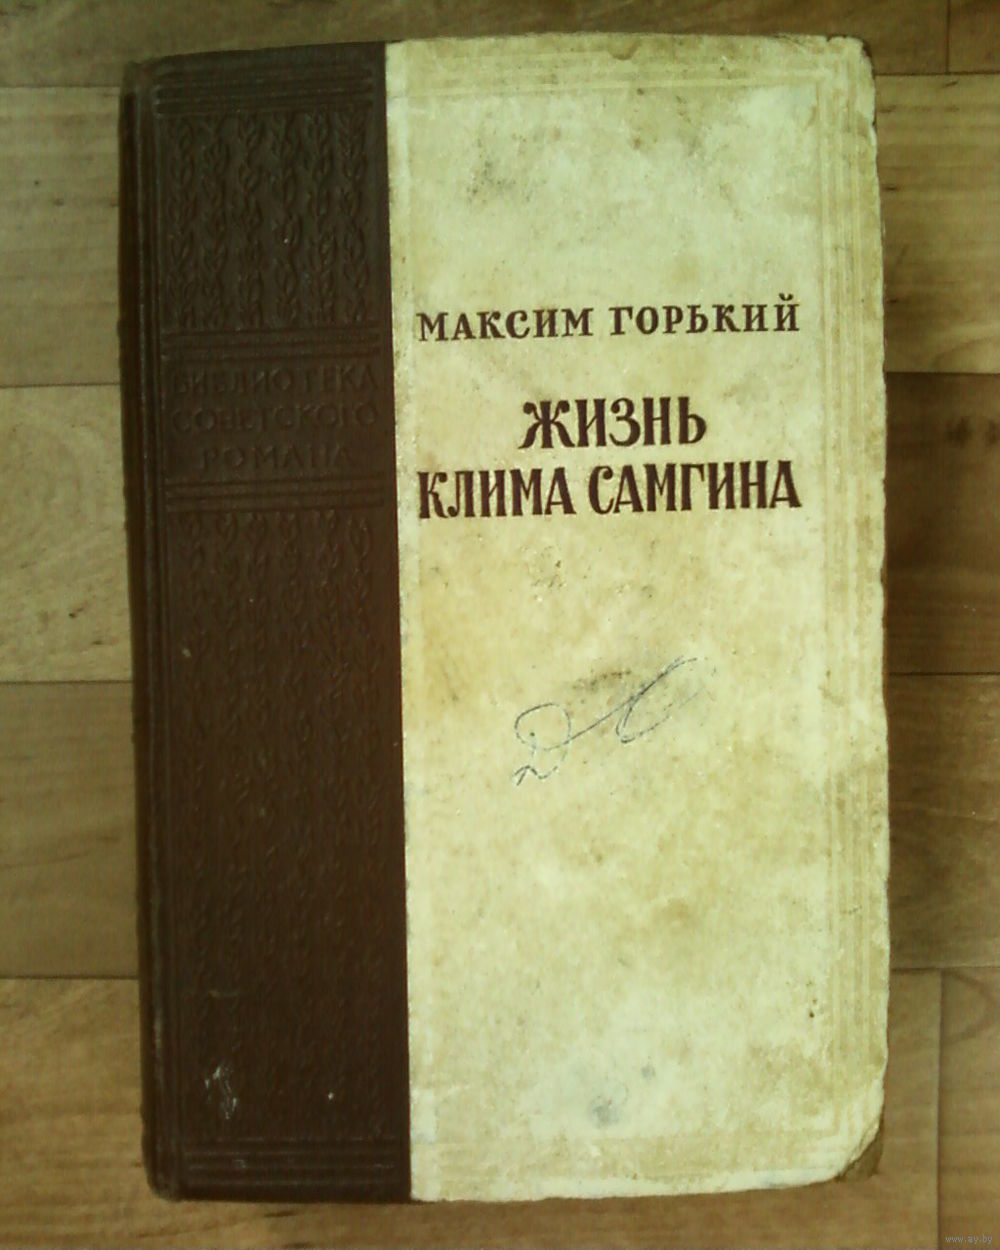 МАКСИМ ГОРЬКИЙ
ЖИЗНЬ
КЛИМА САМГИНА
БИБЛИОТЕКА
СОВЕТСКОГО
РОМАНА
www.ay.by